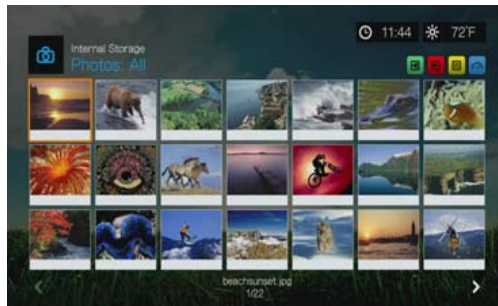 11:44 72°F
Internal Storage
Photos: All
beachsunset.jpg
1/22